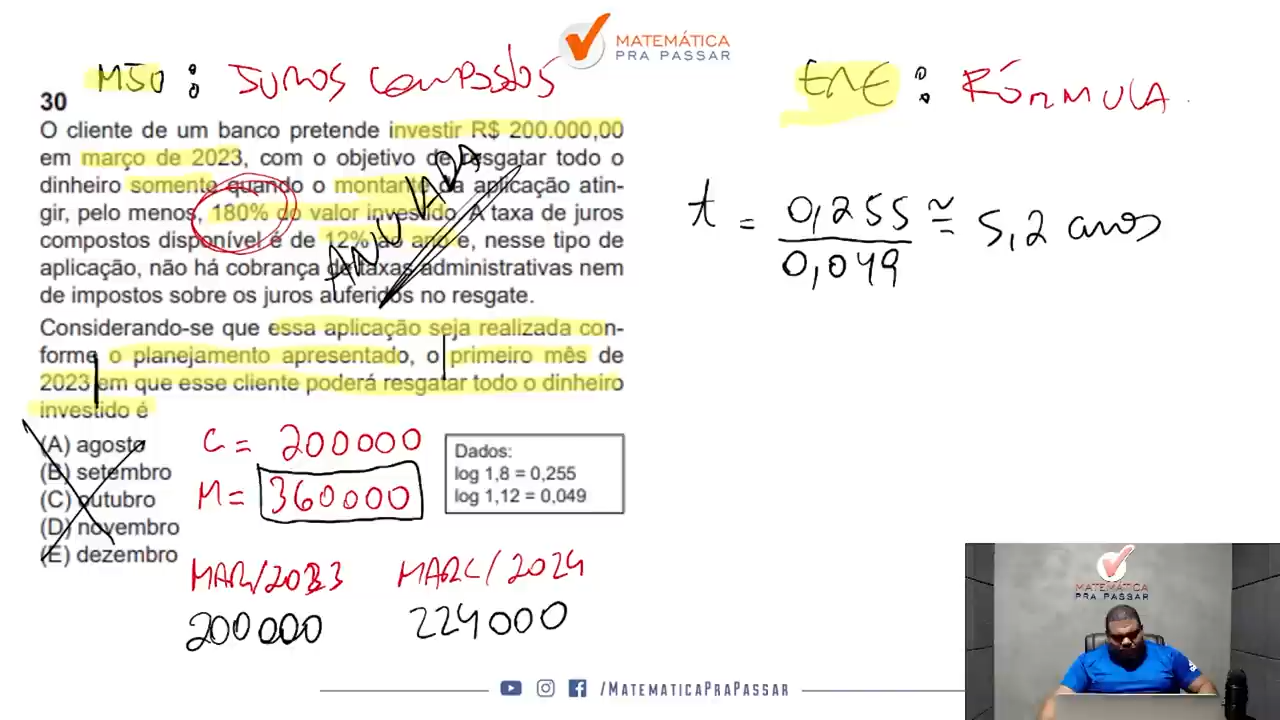 MATEMÁTICA
PRA PASSAR
MJO : JUROS COMPOSTOS
ENE : FÓRMULA.
30
O cliente de um banco pretende investir R$ 200.000,00
em março de 2023, com o objetivo de resgatar todo o
dinheiro somente quando o montante da aplicação atin-
gir, pelo menos, 180% do valor investido. A taxa de juros
compostos disponível é de 12% ao ano e, nesse tipo de
aplicação, não há cobrança de taxas administrativas nem
de impostos sobre os juros auferidos no resgate.
ANULADA
Considerando-se que essa aplicação seja realizada con-
forme o planejamento apresentado, o primeiro mês de
2023 em que esse cliente poderá resgatar todo o dinheiro
investido é
(A) agosto
(B) setembro
(C) outubro
(D) novembro
(E) dezembro
C = 200000
M = 360000
Dados:
log 1,8 = 0,255
log 1,12 = 0,049
MAR/2023 MARC/2024
200000 224000
t = 0,255 ≅ 5,2 anos
0,049
MATEMÁTICA
PRA PASSAR
/MATEMATICAPRAPASSAR